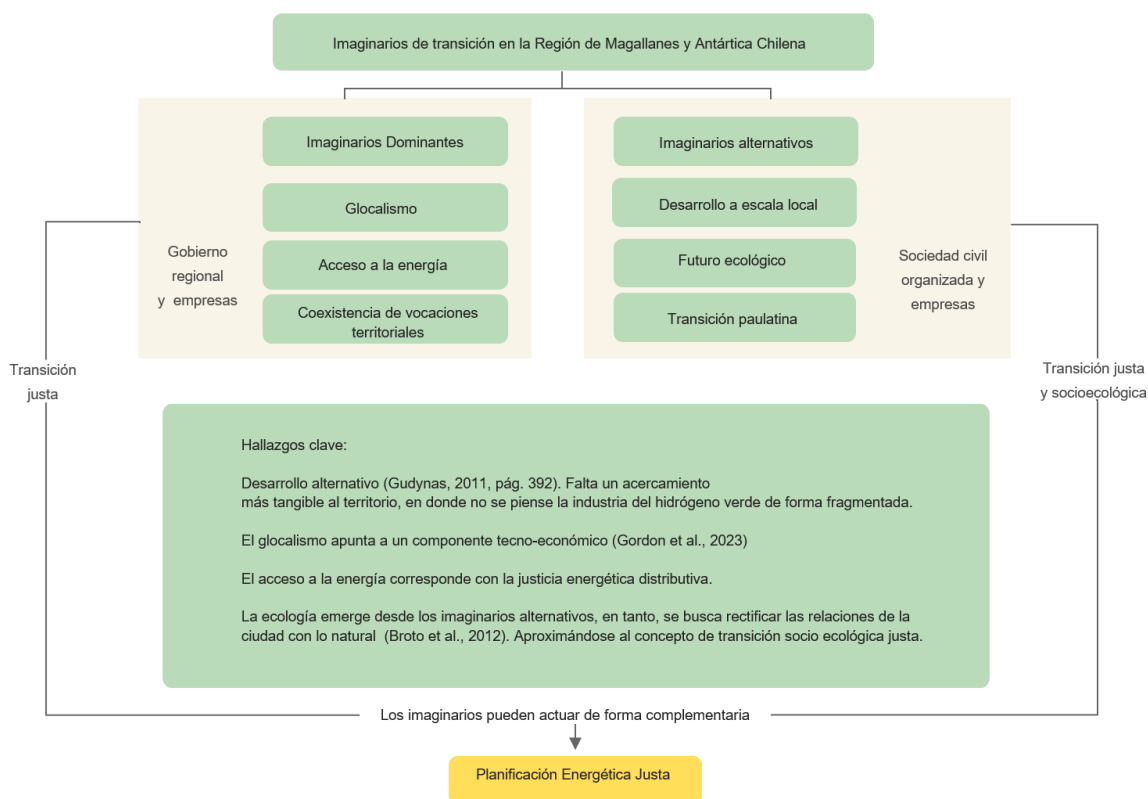 Imaginarios de transición en la Región de Magallanes y Antártica Chilena
Gobierno
regional
y empresas
Imaginarios Dominantes
Glocalismo
Acceso a la energía
Coexistencia de vocaciones
territoriales
Imaginarios alternativos
Desarrollo a escala local
Futuro ecológico
Transición paulatina
Sociedad civil
organizada y
empresas
Transición
justa
Transición justa
y socioecológica
Hallazgos clave:
Desarrollo alternativo (Gudynas, 2011, pág. 392). Falta un acercamiento
más tangible al territorio, en donde no se piense la industria del hidrógeno verde de forma fragmentada.
El glocalismo apunta a un componente tecno-económico (Gordon et al., 2023)
El acceso a la energía corresponde con la justicia energética distributiva.
La ecología emerge desde los imaginarios alternativos, en tanto, se busca rectificar las relaciones de la
ciudad con lo natural (Broto et al., 2012). Aproximándose al concepto de transición socio ecológica justa.
Los imaginarios pueden actuar de forma complementaria
Planificación Energética Justa